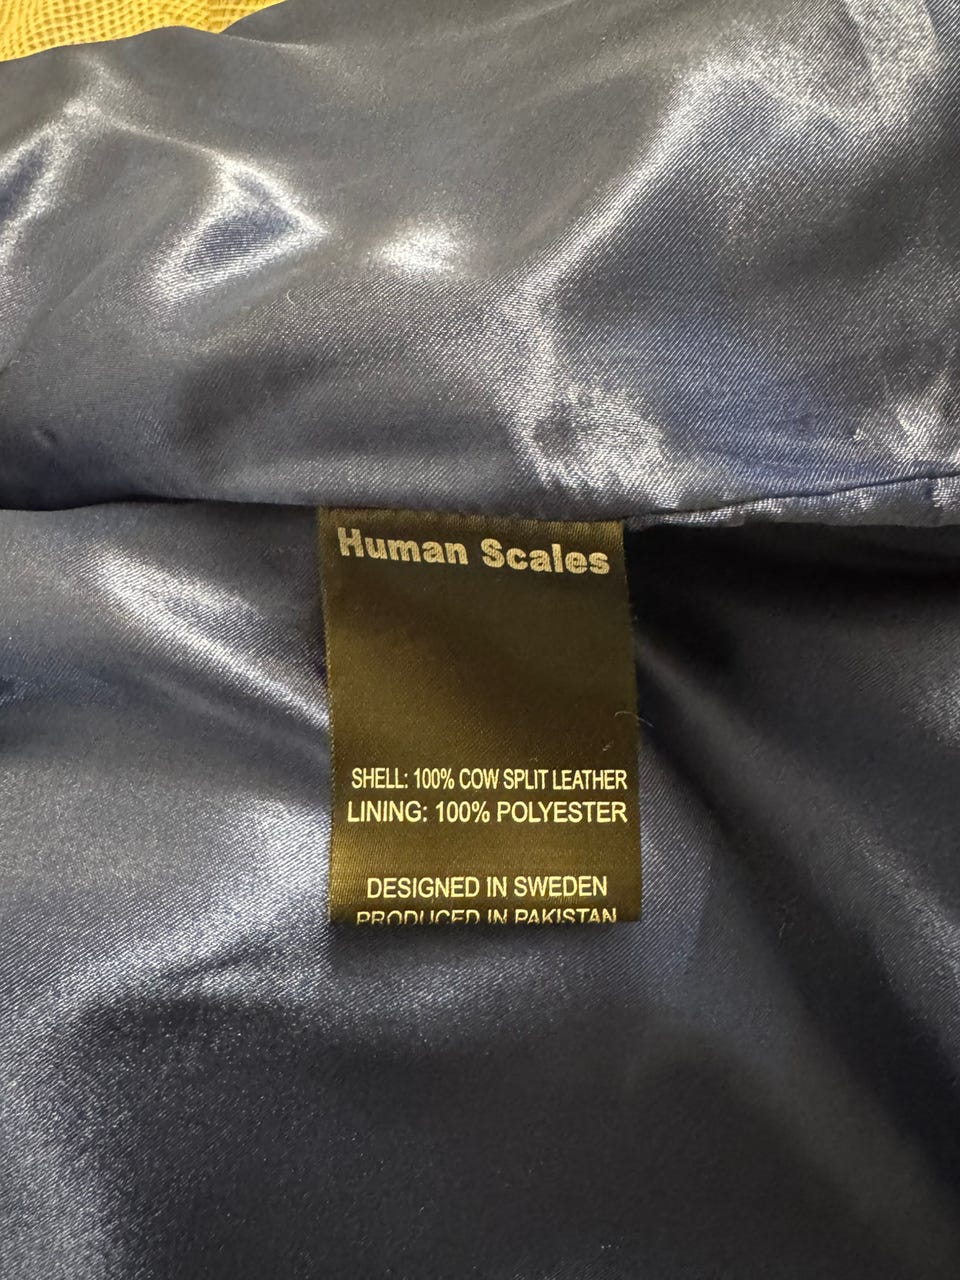 Human Scales
SHELL: 100% COW SPLIT LEATHER
LINING: 100% POLYESTER
DESIGNED IN SWEDEN
PRODUCED IN PAKISTAN